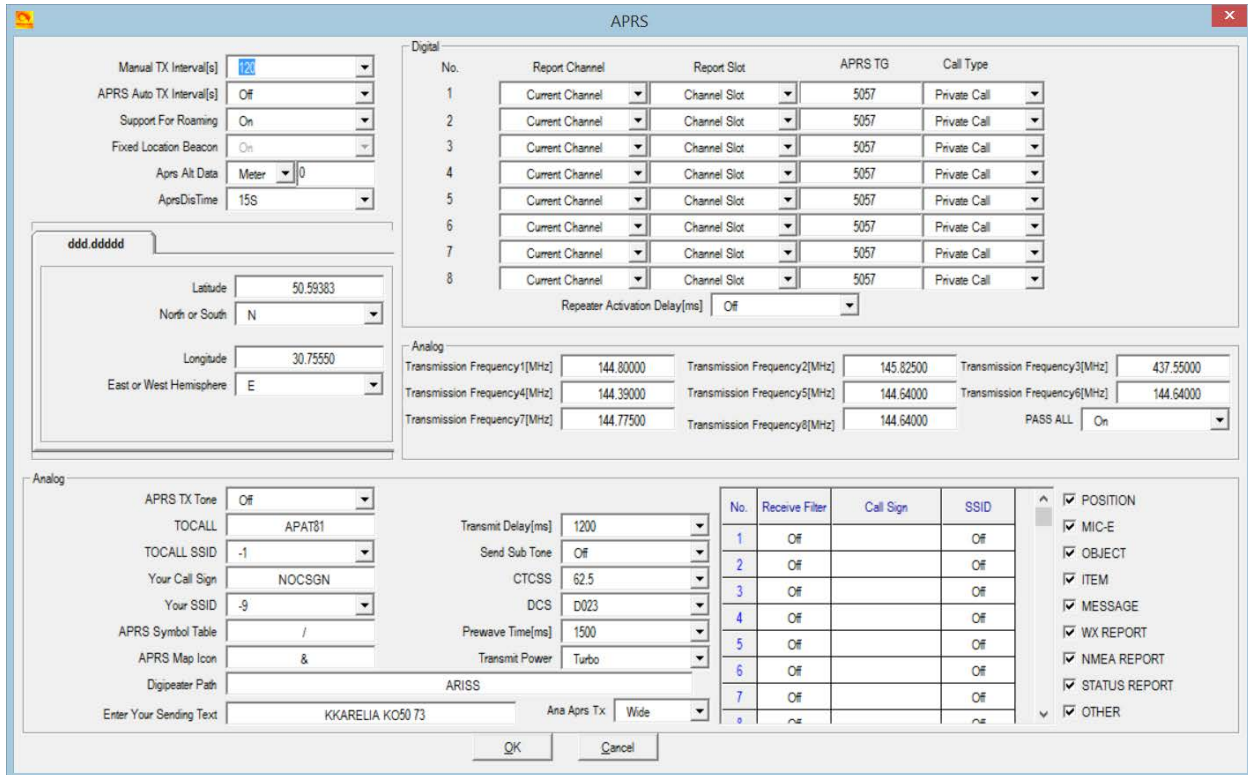 APRS
Manual TX Interval[s] 120
APRS Auto TX Interval[s] Off
Support For Roaming On
Fixed Location Beacon On
Aprs Alt Data Meter 0
AprsDisTime 15S
ddd.ddddd
Latitude 50.59383
North or South N
Longitude 30.75550
East or West Hemisphere E
Digital
No. Report Channel Report Slot APRS TG Call Type
1 Current Channel Channel Slot 5057 Private Call
2 Current Channel Channel Slot 5057 Private Call
3 Current Channel Channel Slot 5057 Private Call
4 Current Channel Channel Slot 5057 Private Call
5 Current Channel Channel Slot 5057 Private Call
6 Current Channel Channel Slot 5057 Private Call
7 Current Channel Channel Slot 5057 Private Call
8 Current Channel Channel Slot 5057 Private Call
Repeater Activation Delay[ms] Off
Analog
Transmission Frequency1[MHz] 144.80000 Transmission Frequency2[MHz] 145.82500 Transmission Frequency3[MHz] 437.55000
Transmission Frequency4[MHz] 144.39000 Transmission Frequency5[MHz] 144.64000 Transmission Frequency6[MHz] 144.64000
Transmission Frequency7[MHz] 144.77500 Transmission Frequency8[MHz] 144.64000 PASS ALL On
Analog
APRS TX Tone Off
TOCALL APAT81
TOCALL SSID -1
Your Call Sign NOCSGN
Your SSID -9
APRS Symbol Table /
APRS Map Icon &
Digipeater Path ARISS
Enter Your Sending Text KKARELIA KO50 73
Transmit Delay[ms] 1200
Send Sub Tone Off
CTCSS 62.5
DCS D023
Prewave Time[ms] 1500
Transmit Power Turbo
Ana Aprs Tx Wide
No. Receive Filter Call Sign SSID
1 Off Off
2 Off Off
3 Off Off
4 Off Off
5 Off Off
6 Off Off
7 Off Off
POSITION
MIC-E
OBJECT
ITEM
MESSAGE
WX REPORT
NMEA REPORT
STATUS REPORT
OTHER
OK Cancel